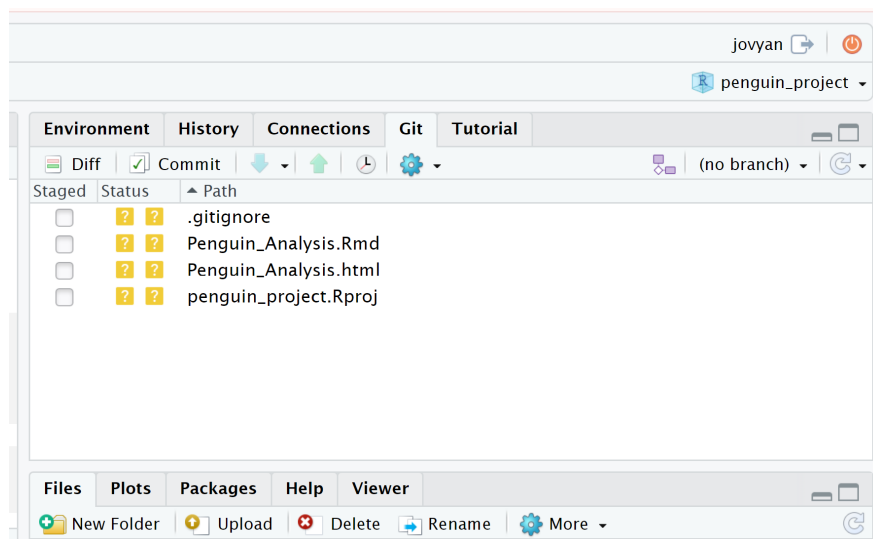 jovyan
penguin_project
Environment History Connections Git Tutorial
Diff Commit (no branch)
Staged Status Path
? ? .gitignore
? ? Penguin_Analysis.Rmd
? ? Penguin_Analysis.html
? ? penguin_project.Rproj
Files Plots Packages Help Viewer
New Folder Upload Delete Rename More